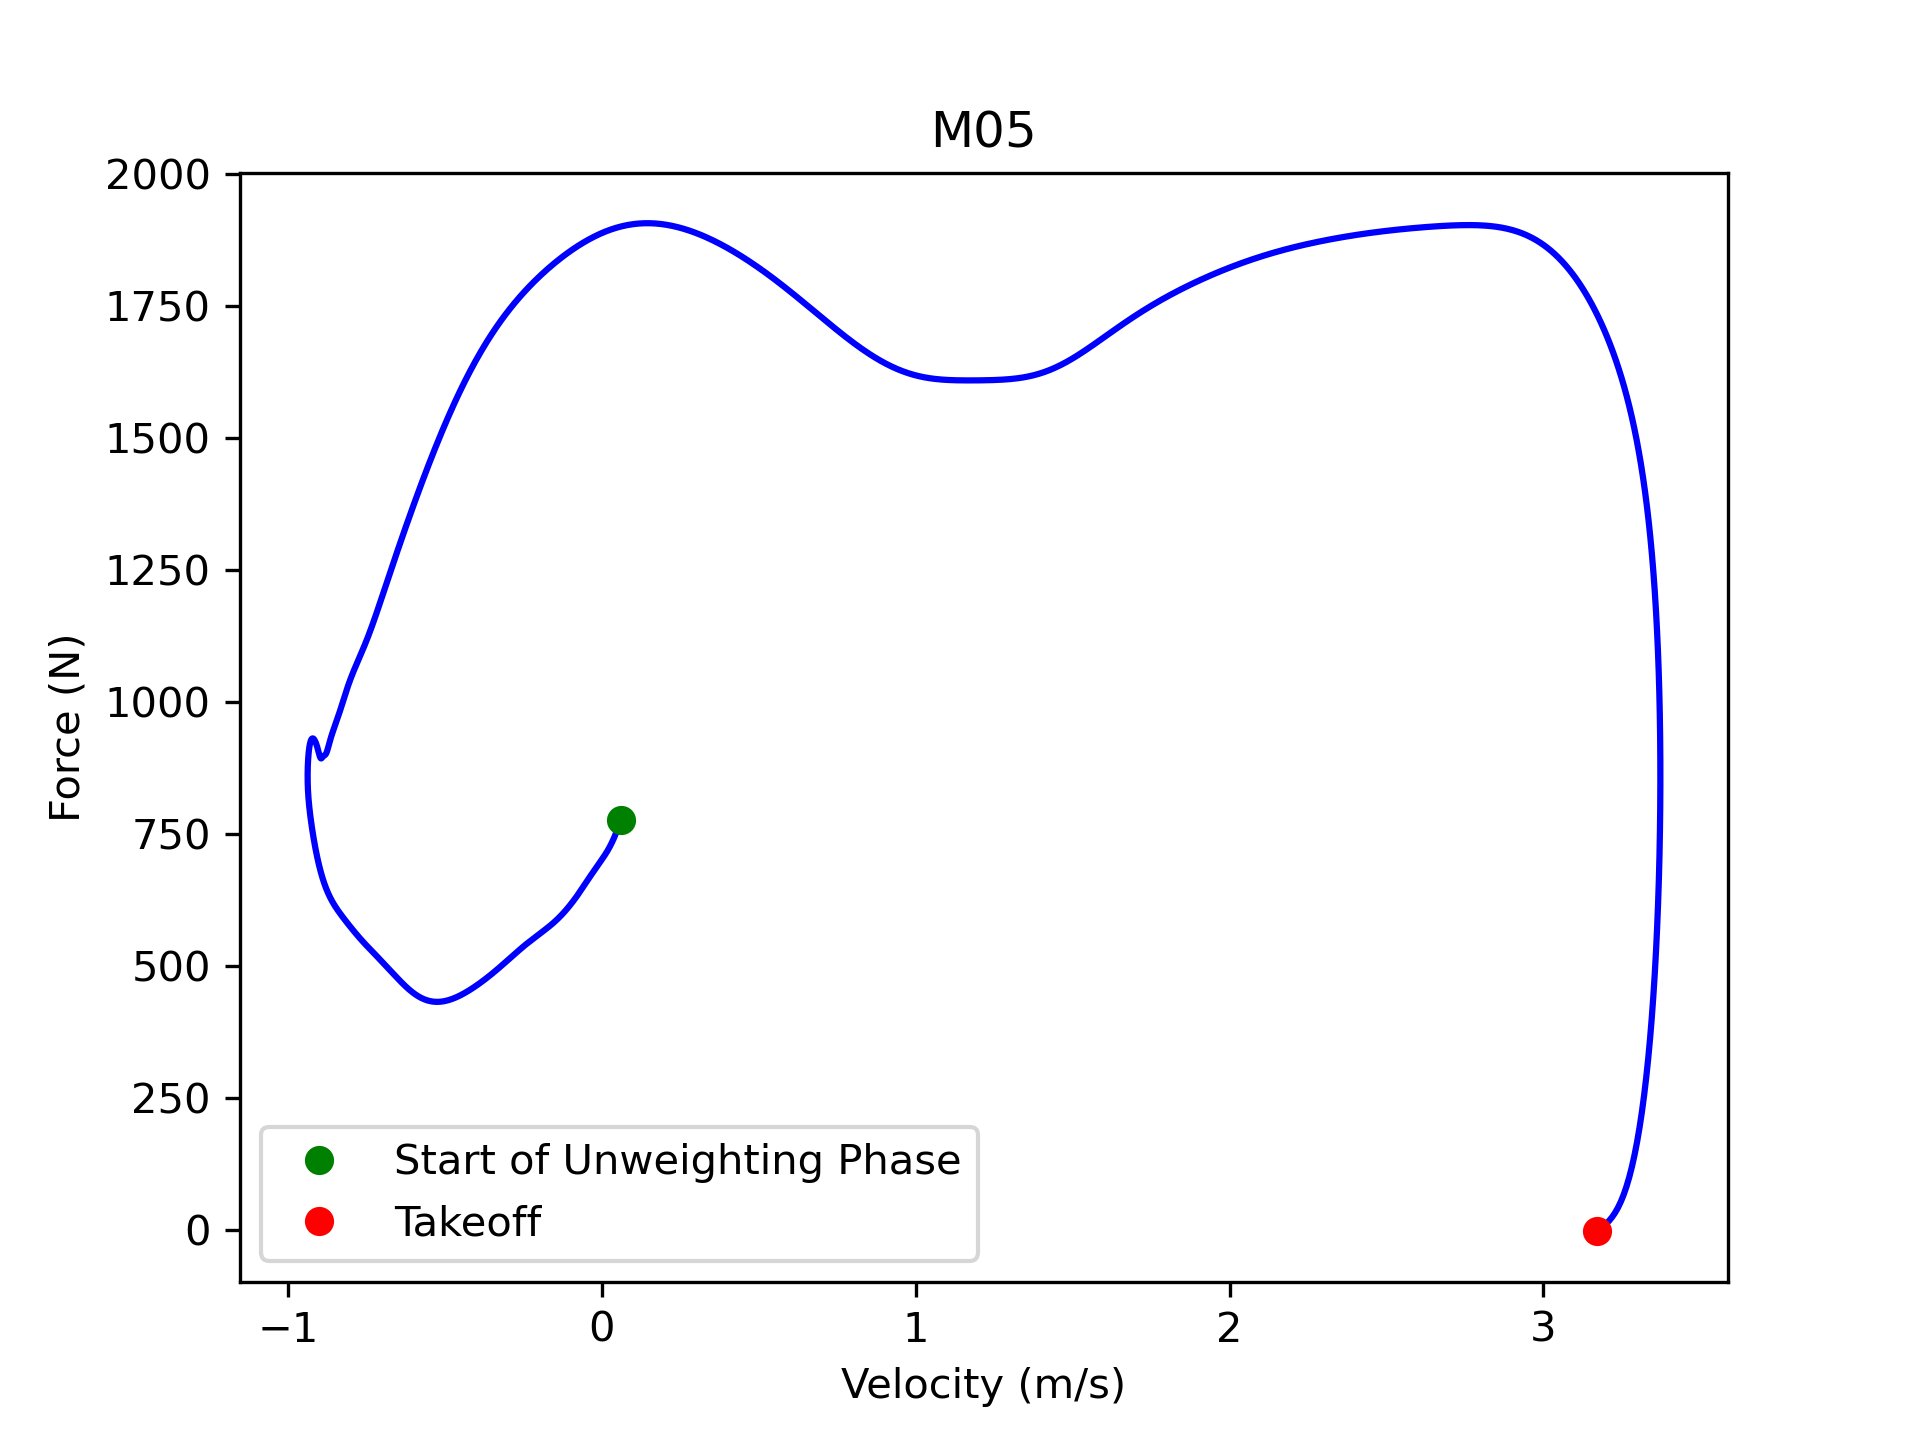 M05
2000
1750
1500
1250
1000
750
500
250
0
Force (N)
Start of Unweighting Phase
Takeoff
−1 0 1 2 3
Velocity (m/s)